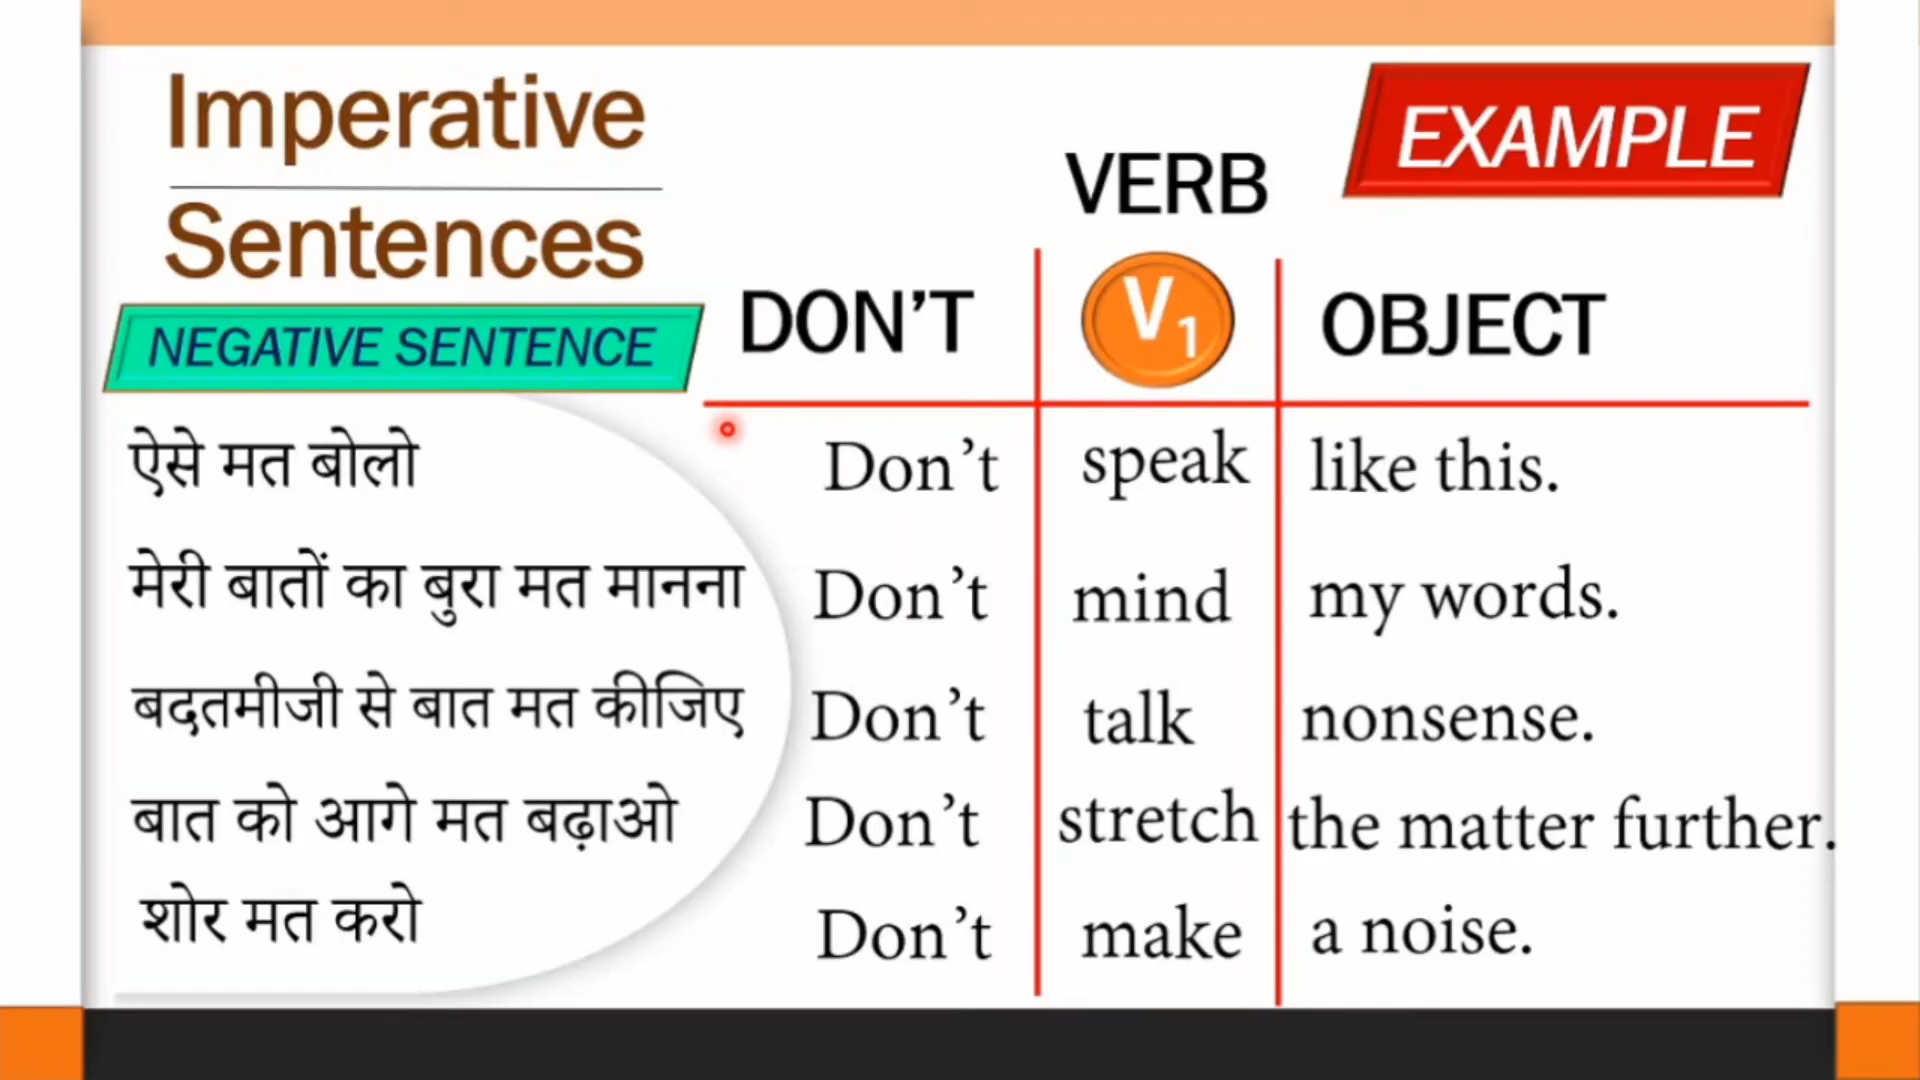 Imperative
Sentences
NEGATIVE SENTENCE
EXAMPLE
VERB
DON'T V1 OBJECT
ऐसे मत बोलो Don't speak like this.
मेरी बातों का बुरा मत मानना Don't mind my words.
बदतमीजी से बात मत कीजिए Don't talk nonsense.
बात को आगे मत बढ़ाओ Don't stretch the matter further.
शोर मत करो Don't make a noise.